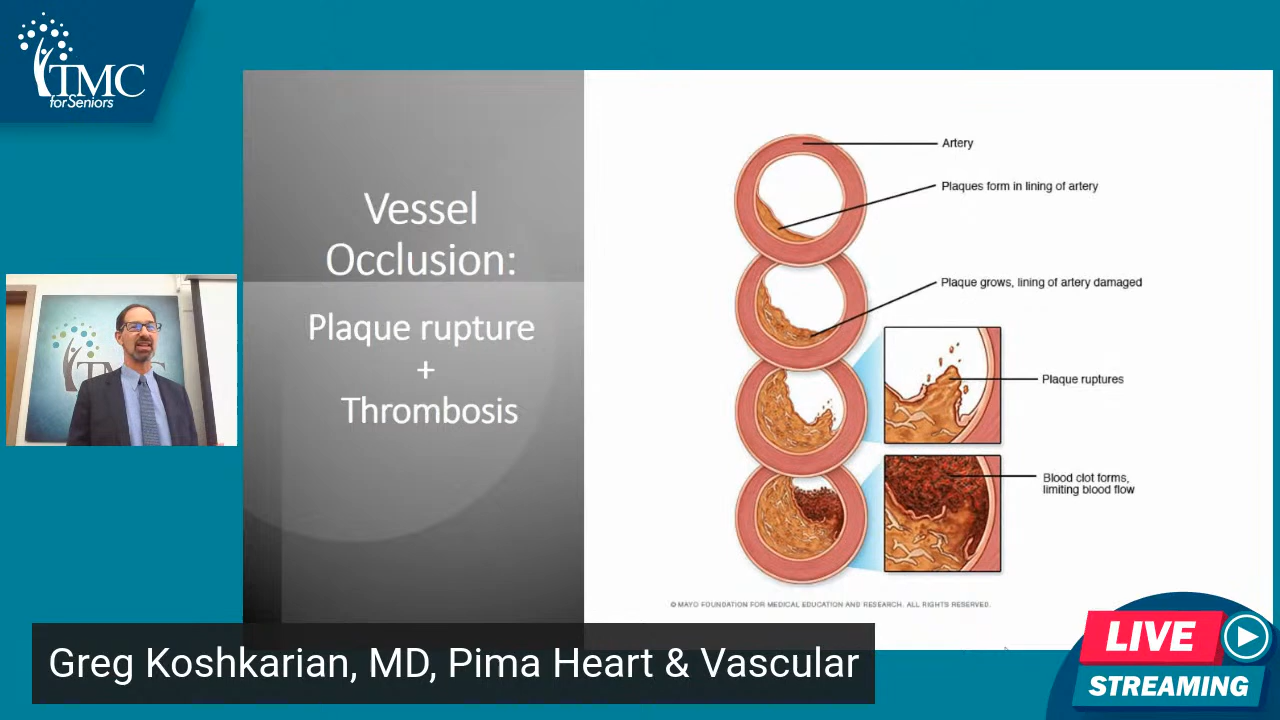 TMC
for Seniors
Vessel
Occlusion:
Plaque rupture
+
Thrombosis
Artery
Plaques form in lining of artery
Plaque grows, lining of artery damaged
Plaque ruptures
Blood clot forms,
limiting blood flow
© MAYO FOUNDATION FOR MEDICAL EDUCATION AND RESEARCH. ALL RIGHTS RESERVED.
TMC
Greg Koshkarian, MD, Pima Heart & Vascular
LIVE
STREAMING